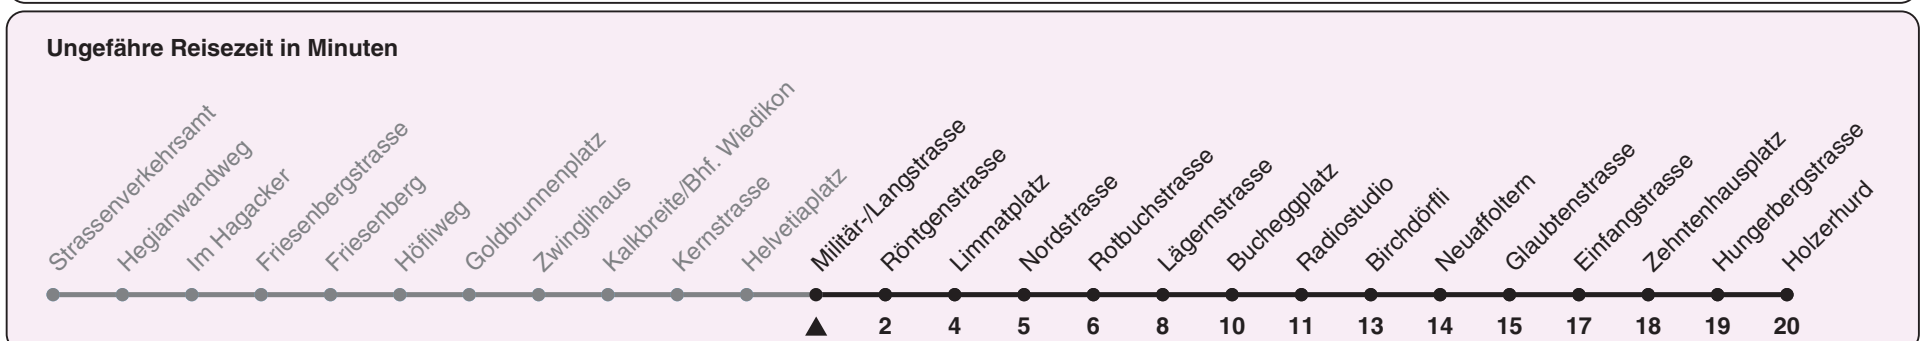 Ungefähre Reisezeit in Minuten
Strassenverkehrsamt
Hegianwandweg
Im Hagacker
Friesenbergstrasse
Friesenberg
Höfliweg
Goldbrunnenplatz
Zwinglihaus
Kalkbreite/Bhf. Wiedikon
Kernstrasse
Helvetiaplatz
Militär-/Langstrasse
Röntgenstrasse
Limmatplatz
Nordstrasse
Rotbuchstrasse
Lägernstrasse
Bucheggplatz
Radiostudio
Birchdörfli
Neuaffoltern
Glaubtenstrasse
Einfangstrasse
Zehntenhausplatz
Hungerbergstrasse
Holzerhurd
2 4 5 6 8 10 11 13 14 15 17 18 19 20